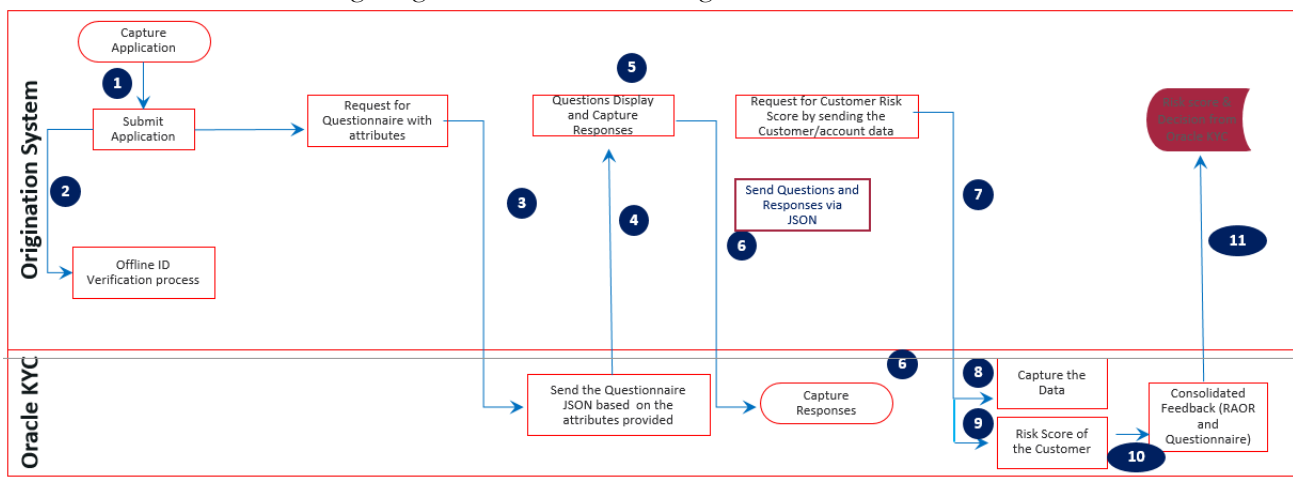 Origination System
Capture
Application
1
Submit
Application
2
Offline ID
Verification process
Request for
Questionnaire with
attributes
3
4
5
Questions Display
and Capture
Responses
Request for Customer Risk
Score by sending the
Customer/account data
Send Questions and
Responses via
JSON
6
7
Risk score &
Decision from
Oracle KYC
11
Oracle KYC
Send the Questionnaire
JSON based on the
attributes provided
Capture
Responses
6
8
Capture the
Data
9
Risk Score of
the Customer
10
Consolidated
Feedback (RAOR
and
Questionnaire)